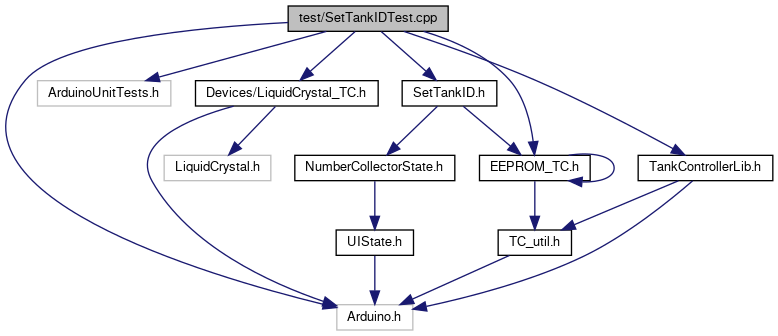 test/SetTankIDTest.cpp
ArduinoUnitTests.h
Devices/LiquidCrystal_TC.h
SetTankID.h
LiquidCrystal.h
NumberCollectorState.h
EEPROM_TC.h
TankControllerLib.h
UIState.h
TC_util.h
Arduino.h